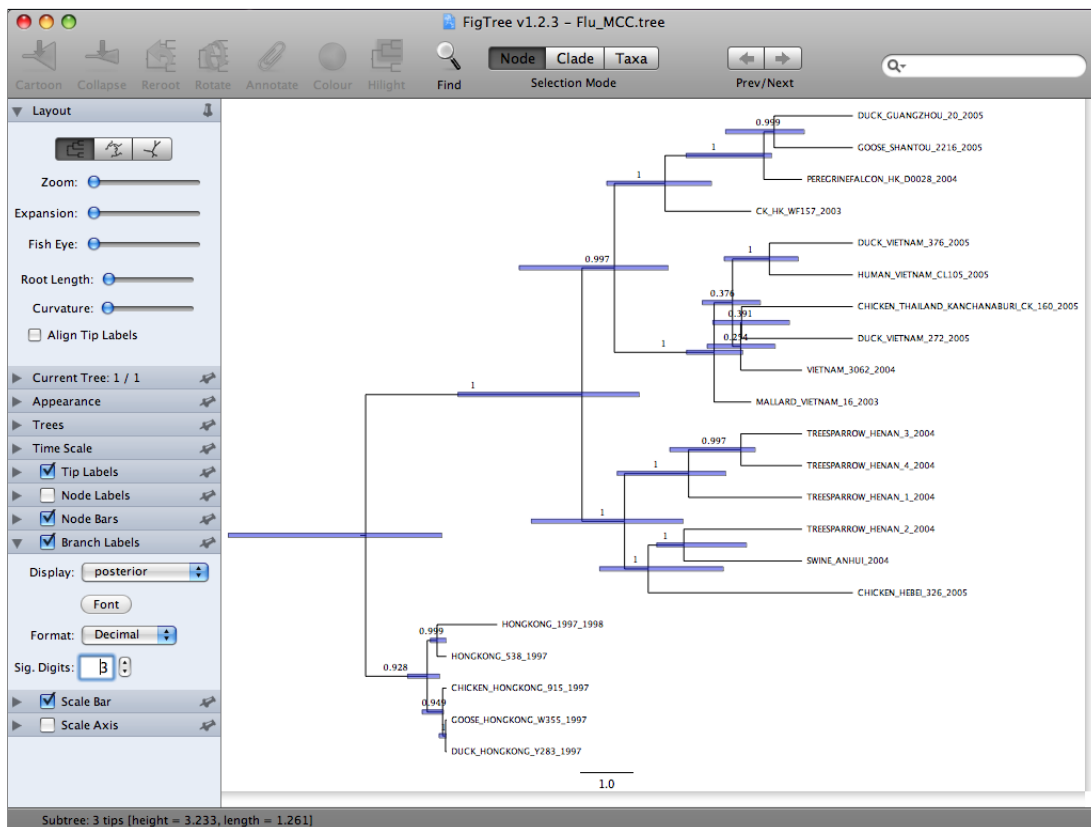 FigTree v1.2.3 – Flu_MCC.tree
Cartoon Collapse Reroot Rotate Annotate Colour Hilight Find
Node Clade Taxa
Selection Mode
Prev/Next
Layout
Zoom:
Expansion:
Fish Eye:
Root Length:
Curvature:
Align Tip Labels
Current Tree: 1 / 1
Appearance
Trees
Time Scale
Tip Labels
Node Labels
Node Bars
Branch Labels
Display: posterior
Font
Format: Decimal
Sig. Digits: 3
Scale Bar
Scale Axis
0.999
DUCK_GUANGZHOU_20_2005
GOOSE_SHANTOU_2216_2005
1
PEREGRINEFALCON_HK_D0028_2004
1
CK_HK_WF157_2003
0.997
DUCK_VIETNAM_376_2005
1
HUMAN_VIETNAM_CL105_2005
0.376
CHICKEN_THAILAND_KANCHANABURI_CK_160_2005
0.391
DUCK_VIETNAM_272_2005
0.254
1
VIETNAM_3062_2004
MALLARD_VIETNAM_16_2003
1
TREESPARROW_HENAN_3_2004
0.997
TREESPARROW_HENAN_4_2004
1
TREESPARROW_HENAN_1_2004
1
TREESPARROW_HENAN_2_2004
1
SWINE_ANHUI_2004
1
CHICKEN_HEBEI_326_2005
HONGKONG_1997_1998
0.999
HONGKONG_538_1997
0.928
CHICKEN_HONGKONG_915_1997
0.949
GOOSE_HONGKONG_W355_1997
1
DUCK_HONGKONG_Y283_1997
1.0
Subtree: 3 tips [height = 3.233, length = 1.261]